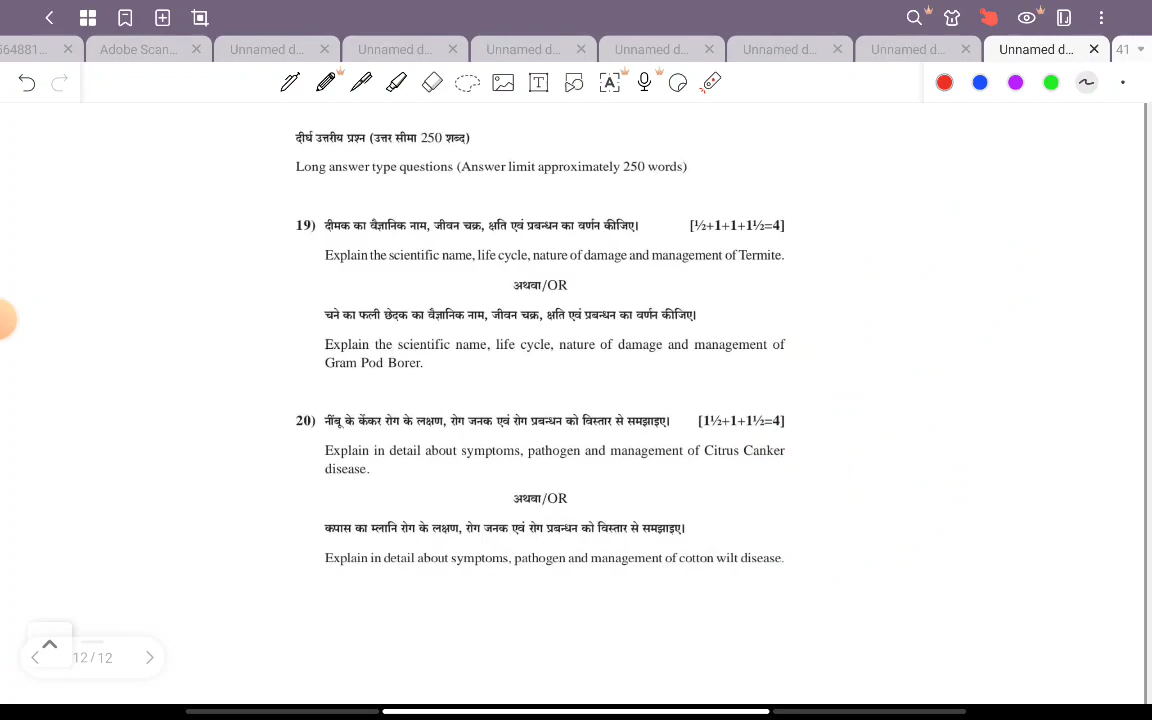 564881...
Adobe Scan...
Unnamed d...
Unnamed d...
Unnamed d...
Unnamed d...
Unnamed d...
Unnamed d...
Unnamed d...
41
दीर्घ उत्तरीय प्रश्न (उत्तर सीमा 250 शब्द)
Long answer type questions (Answer limit approximately 250 words)
19) दीमक का वैज्ञानिक नाम, जीवन चक्र, क्षति एवं प्रबन्धन का वर्णन कीजिए। [½+1+1+1½=4]
Explain the scientific name, life cycle, nature of damage and management of Termite.
अथवा/OR
चने का फली छेदक का वैज्ञानिक नाम, जीवन चक्र, क्षति एवं प्रबन्धन का वर्णन कीजिए।
Explain the scientific name, life cycle, nature of damage and management of
Gram Pod Borer.
20) नींबू के केंकर रोग के लक्षण, रोग जनक एवं रोग प्रबन्धन को विस्तार से समझाइए। [1½+1+1½=4]
Explain in detail about symptoms, pathogen and management of Citrus Canker
disease.
अथवा/OR
कपास का म्लानि रोग के लक्षण, रोग जनक एवं रोग प्रबन्धन को विस्तार से समझाइए।
Explain in detail about symptoms, pathogen and management of cotton wilt disease.
12/12